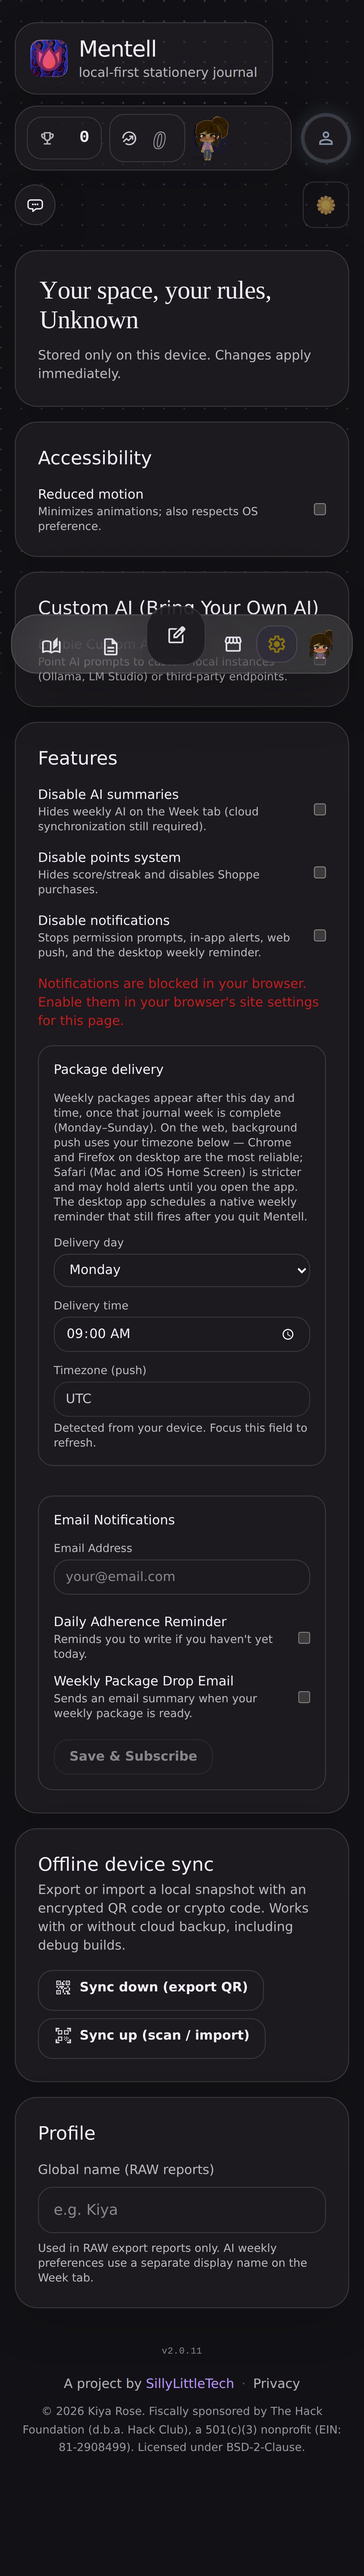 Mentell
local-first stationery journal
0
0
Your space, your rules,
Unknown
Stored only on this device. Changes apply
immediately.
Accessibility
Reduced motion
Minimizes animations; also respects OS
preference.
Custom AI (Bring Your Own AI)
Enable Custom A
Point AI prompts to custom local instances
(Ollama, LM Studio) or third-party endpoints.
Features
Disable AI summaries
Hides weekly AI on the Week tab (cloud
synchronization still required).
Disable points system
Hides score/streak and disables Shoppe
purchases.
Disable notifications
Stops permission prompts, in-app alerts, web
push, and the desktop weekly reminder.
Notifications are blocked in your browser.
Enable them in your browser's site settings
for this page.
Package delivery
Weekly packages appear after this day and
time, once that journal week is complete
(Monday–Sunday). On the web, background
push uses your timezone below — Chrome
and Firefox on desktop are the most reliable;
Safari (Mac and iOS Home Screen) is stricter
and may hold alerts until you open the app.
The desktop app schedules a native weekly
reminder that still fires after you quit Mentell.
Delivery day
Monday
Delivery time
09:00 AM
Timezone (push)
UTC
Detected from your device. Focus this field to
refresh.
Email Notifications
Email Address
your@email.com
Daily Adherence Reminder
Reminds you to write if you haven't yet
today.
Weekly Package Drop Email
Sends an email summary when your
weekly package is ready.
Save & Subscribe
Offline device sync
Export or import a local snapshot with an
encrypted QR code or crypto code. Works
with or without cloud backup, including
debug builds.
Sync down (export QR)
Sync up (scan / import)
Profile
Global name (RAW reports)
e.g. Kiya
Used in RAW export reports only. AI weekly
preferences use a separate display name on the
Week tab.
v2.0.11
A project by SillyLittleTech · Privacy
© 2026 Kiya Rose. Fiscally sponsored by The Hack
Foundation (d.b.a. Hack Club), a 501(c)(3) nonprofit (EIN:
81-2908499). Licensed under BSD-2-Clause.